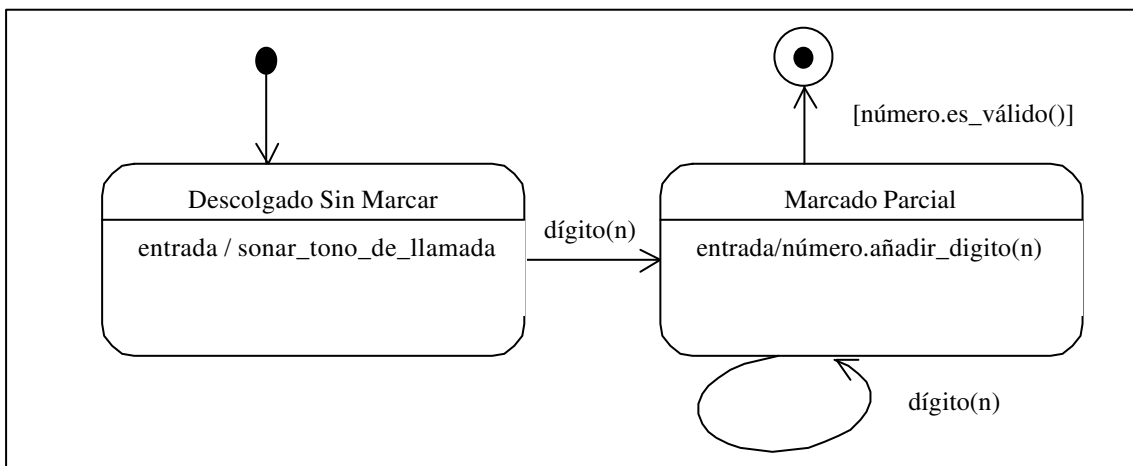 [número.es_válido()]
Descolgado Sin Marcar
entrada / sonar_tono_de_llamada
dígito(n)
Marcado Parcial
entrada/número.añadir_digito(n)
dígito(n)